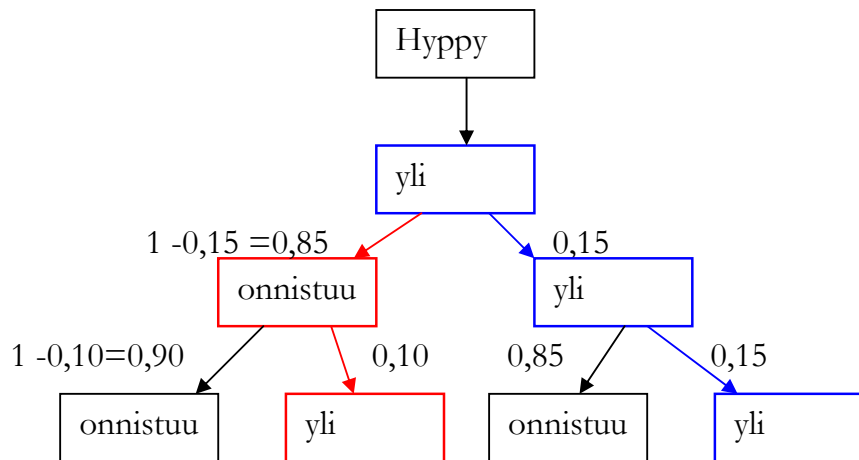 Hyppy
yli
1 -0,15 =0,85
0,15
onnistuu
yli
1 -0,10=0,90
0,10
0,85
0,15
onnistuu
yli
onnistuu
yli